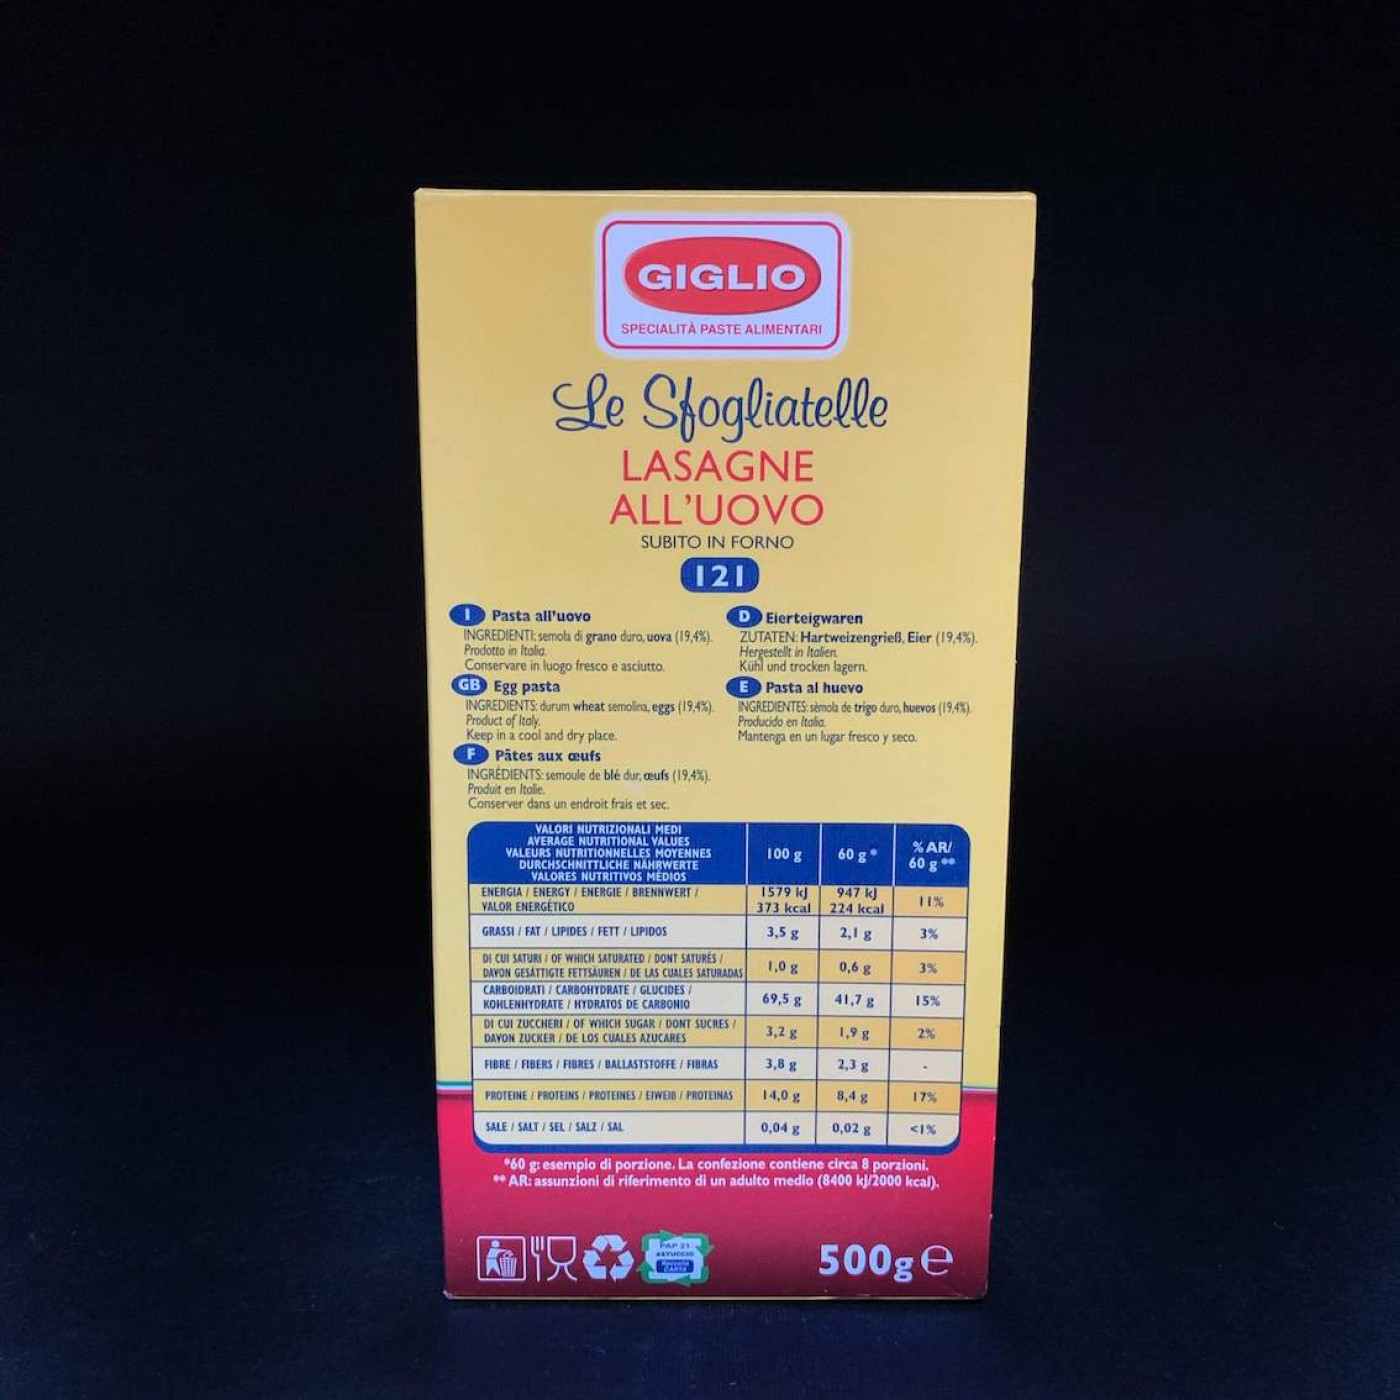 GIGLIO
SPECIALITÀ PASTE ALIMENTARI
Le Sfogliatelle
LASAGNE
ALL'UOVO
SUBITO IN FORNO
121
I Pasta all'uovo
INGREDIENTI: semola di grano duro, uova (19,4%).
Prodotto in Italia.
Conservare in luogo fresco e asciutto.
GB Egg pasta
INGREDIENTS: durum wheat semolina, eggs (19,4%).
Product of Italy.
Keep in a cool and dry place.
F Pâtes aux œufs
INGRÉDIENTS: semoule de blé dur, œufs (19,4%).
Produit en Italie.
Conserver dans un endroit frais et sec.
D Eierteigwaren
ZUTATEN: Hartweizengrieß, Eier (19,4%).
Hergestellt in Italien.
Kühl und trocken lagern.
E Pasta al huevo
INGREDIENTES: sèmola de trigo duro, huevos (19,4%).
Producido en Italia.
Mantenga en un lugar fresco y seco.
VALORI NUTRIZIONALI MEDI
AVERAGE NUTRITIONAL VALUES
VALEURS NUTRITIONNELLES MOYENNES
DURCHSCHNITTLICHE NÄHRWERTE
VALORES NUTRITIVOS MÉDIOS
100 g 60 g* % AR/
60 g**
ENERGIA / ENERGY / ENERGIE / BRENNWERT / 1579 kJ 947 kJ
VALOR ENERGÉTICO 373 kcal 224 kcal 11%
GRASSI / FAT / LIPIDES / FETT / LIPIDOS 3,5 g 2,1 g 3%
DI CUI SATURI / OF WHICH SATURATED / DONT SATURÉS /
DAVON GESÄTTIGTE FETTSÄUREN / DE LAS CUALES SATURADAS 1,0 g 0,6 g 3%
CARBOIDRATI / CARBOHYDRATE / GLUCIDES /
KOHLENHYDRATE / HYDRATOS DE CARBONIO 69,5 g 41,7 g 15%
DI CUI ZUCCHERI / OF WHICH SUGAR / DONT SUCRES /
DAVON ZUCKER / DE LOS CUALES AZUCARES 3,2 g 1,9 g 2%
FIBRE / FIBERS / FIBRES / BALLASTSTOFFE / FIBRAS 3,8 g 2,3 g -
PROTEINE / PROTEINS / PROTEINES / EIWEIß / PROTEINAS 14,0 g 8,4 g 17%
SALE / SALT / SEL / SALZ / SAL 0,04 g 0,02 g <1%
*60 g: esempio di porzione. La confezione contiene circa 8 porzioni.
** AR: assunzioni di riferimento di un adulto medio (8400 kJ/2000 kcal).
PAP 21
ASTUCCIO
Raccolta
CARTA
500g e